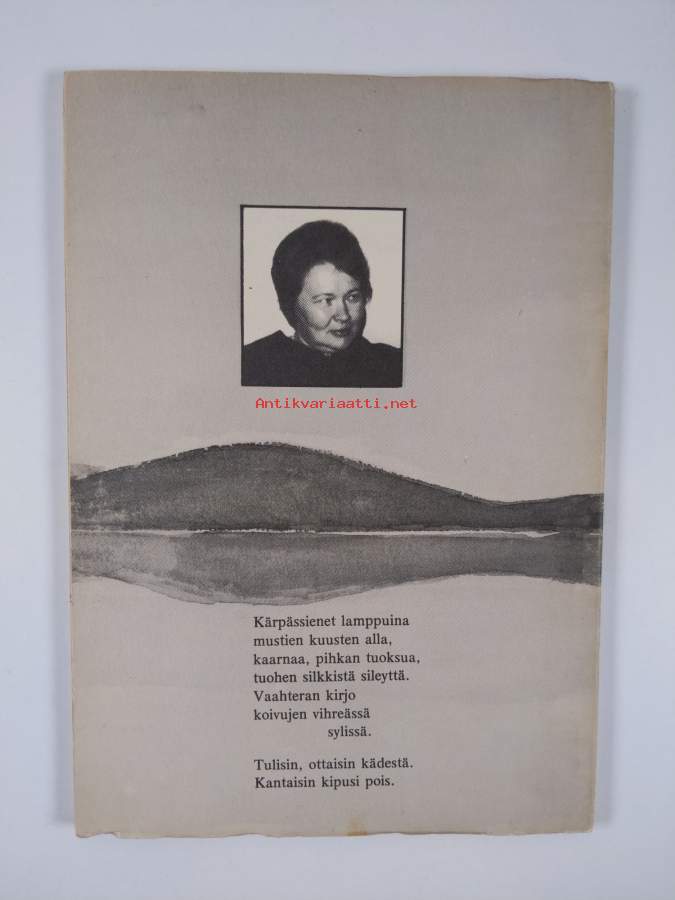 Antikvariaatti.net
Kärpässienet lamppuina
mustien kuusten alla,
kaarnaa, pihkan tuoksua,
tuohen silkkistä sileyttä.
Vaahteran kirjo
koivujen vihreässä
sylissä.
Tulisin, ottaisin kädestä.
Kantaisin kipusi pois.